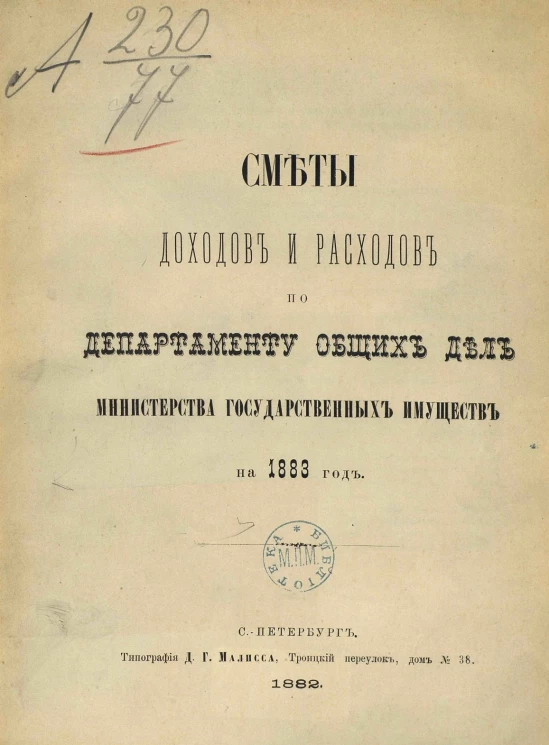 А 230
77
СМѢТЫ
ДОХОДОВЪ И РАСХОДОВЪ
ПО
ДЕПАРТАМЕНТУ ОБЩИХЪ ДѢЛЪ
МИНИСТЕРСТВА ГОСУДАРСТВЕННЫХЪ ИМУЩЕСТВЪ
на 1883 годъ.
* БИБЛІОТЕКА
М.П.М.
С.-ПЕТЕРБУРГЪ.
Типографія Д. Г. Малисса, Троицкій переулокъ, домъ № 38.
1882.